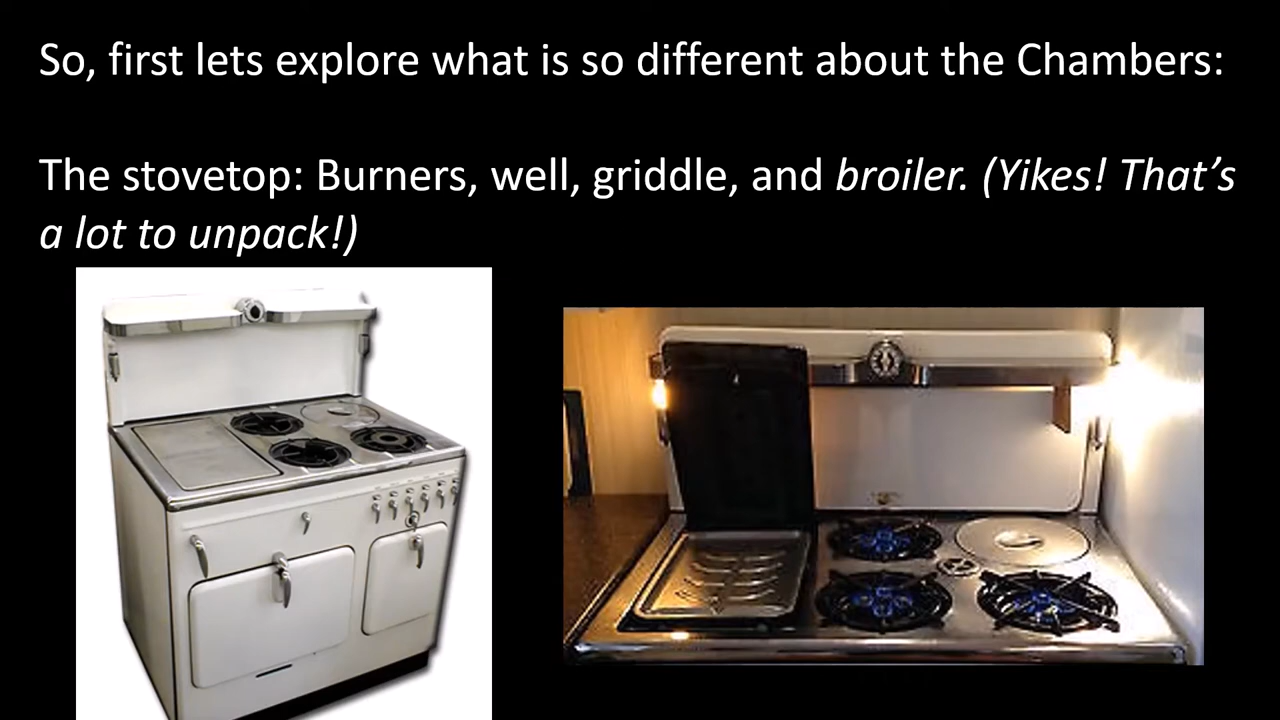 So, first lets explore what is so different about the Chambers:
The stovetop: Burners, well, griddle, and broiler. (Yikes! That’s
a lot to unpack!)